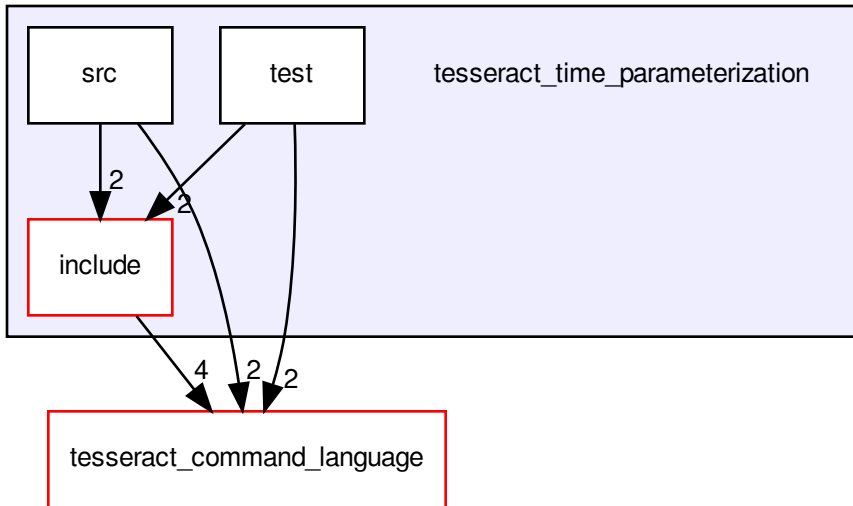 src
test
tesseract_time_parameterization
2
2
include
4
2
2
tesseract_command_language